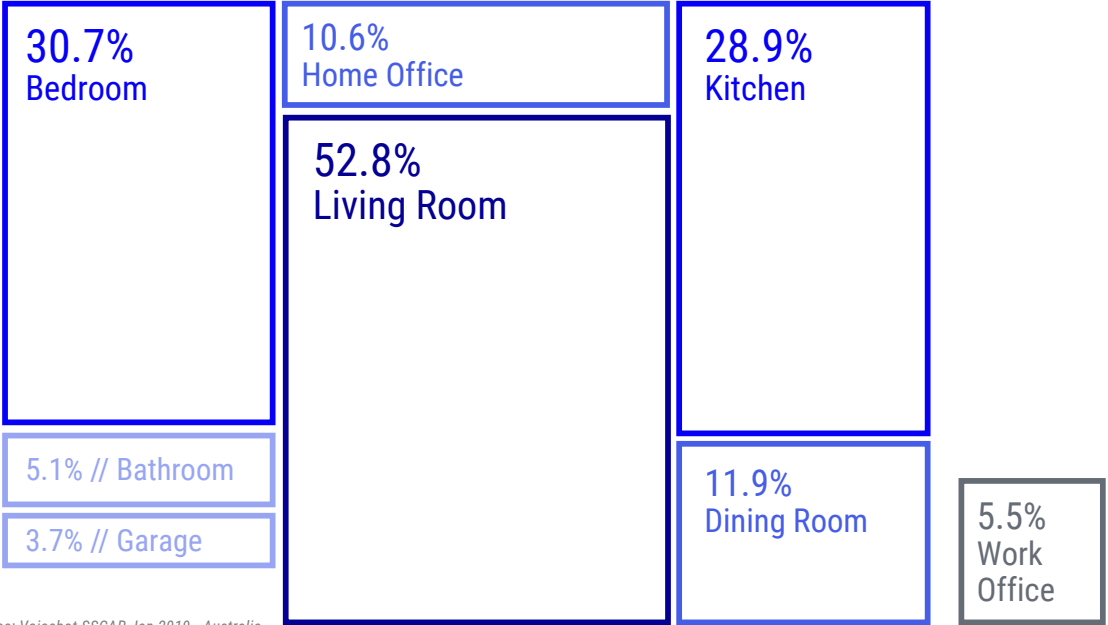 30.7%
Bedroom
10.6%
Home Office
28.9%
Kitchen
52.8%
Living Room
5.1% // Bathroom
3.7% // Garage
11.9%
Dining Room
5.5%
Work
Office